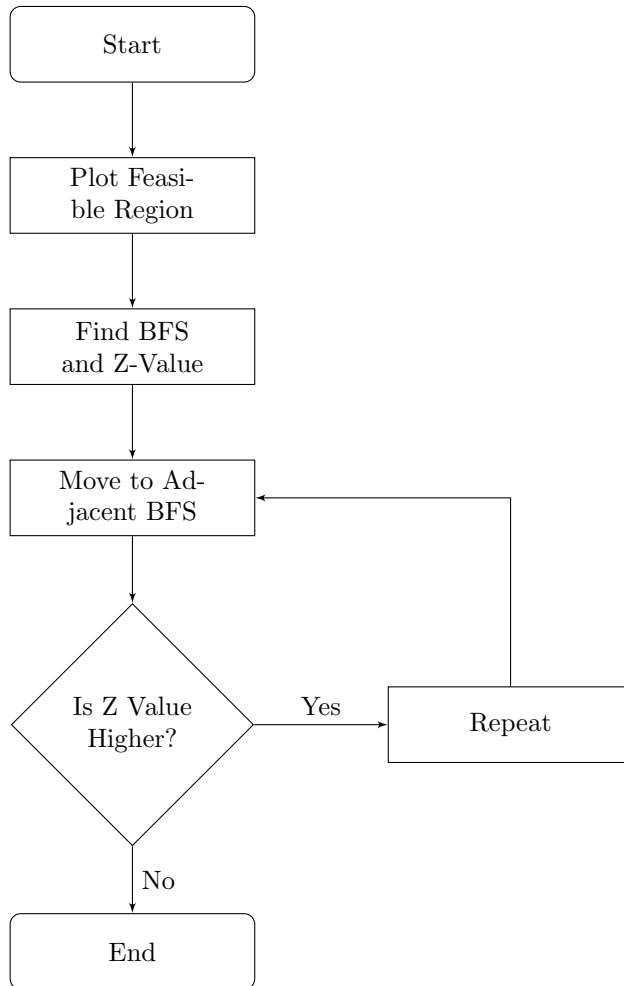 Start
Plot Feasi-
ble Region
Find BFS
and Z-Value
Move to Ad-
jacent BFS
Is Z Value
Higher?
Yes
Repeat
No
End